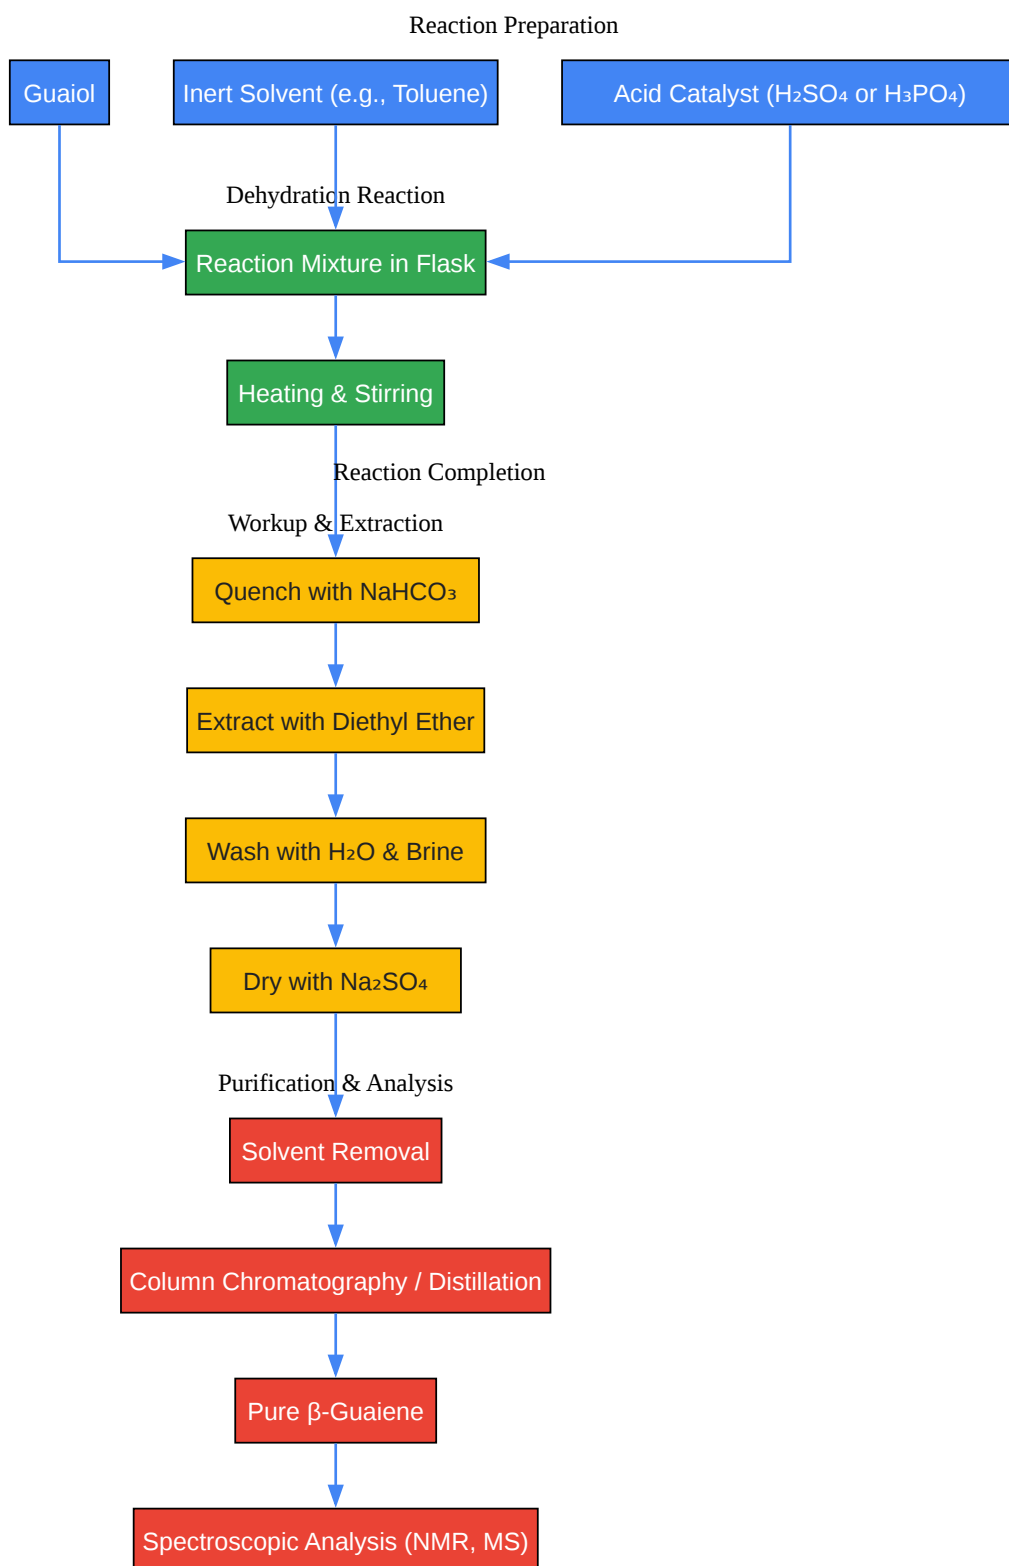 Reaction Preparation
Guaiol
Inert Solvent (e.g., Toluene)
Acid Catalyst (H₂SO₄ or H₃PO₄)
Dehydration Reaction
Reaction Mixture in Flask
Heating & Stirring
Reaction Completion
Workup & Extraction
Quench with NaHCO₃
Extract with Diethyl Ether
Wash with H₂O & Brine
Dry with Na₂SO₄
Purification & Analysis
Solvent Removal
Column Chromatography / Distillation
Pure β-Guaiene
Spectroscopic Analysis (NMR, MS)